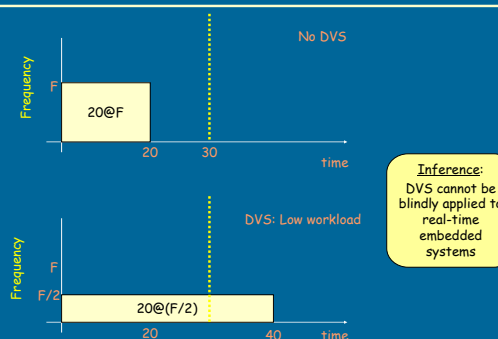 No DVS
Frequency
F
20@F
20
30
time
Inference:
DVS cannot be
blindly applied to
real-time
embedded
systems
DVS: Low workload
Frequency
F
F/2
20@(F/2)
20
40
time